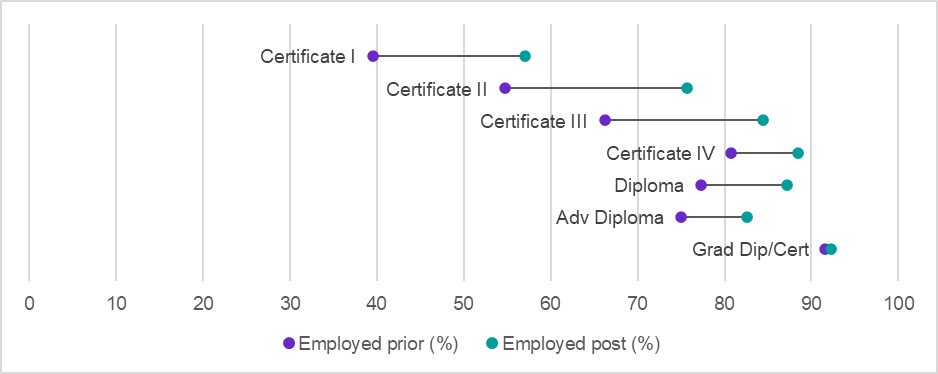 Certificate I
Certificate II
Certificate III
Certificate IV
Diploma
Adv Diploma
Grad Dip/Cert
0 10 20 30 40 50 60 70 80 90 100
Employed prior (%) Employed post (%)